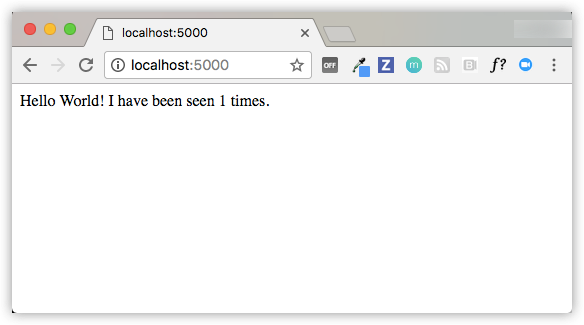 localhost:5000
localhost:5000
OFF
Z
m
B
f?
Hello World! I have been seen 1 times.